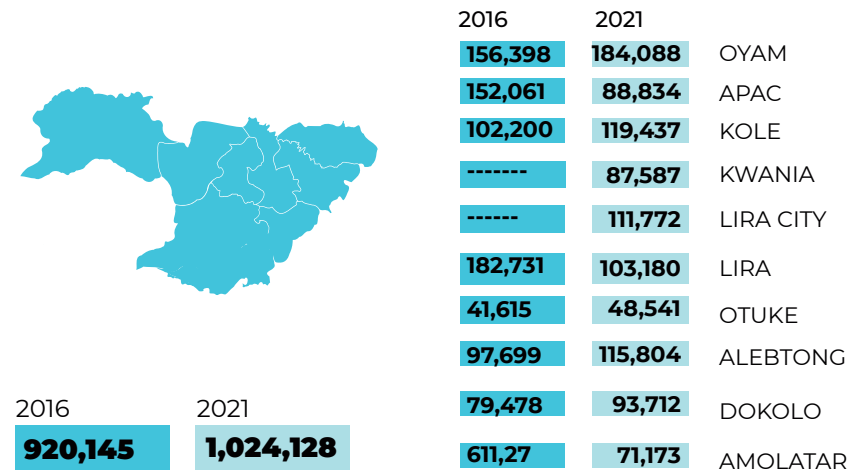 2016 2021
156,398 184,088 OYAM
152,061 88,834 APAC
102,200 119,437 KOLE
------- 87,587 KWANIA
------ 111,772 LIRA CITY
182,731 103,180 LIRA
41,615 48,541 OTUKE
97,699 115,804 ALEBTONG
79,478 93,712 DOKOLO
611,27 71,173 AMOLATAR
2016 2021
920,145 1,024,128